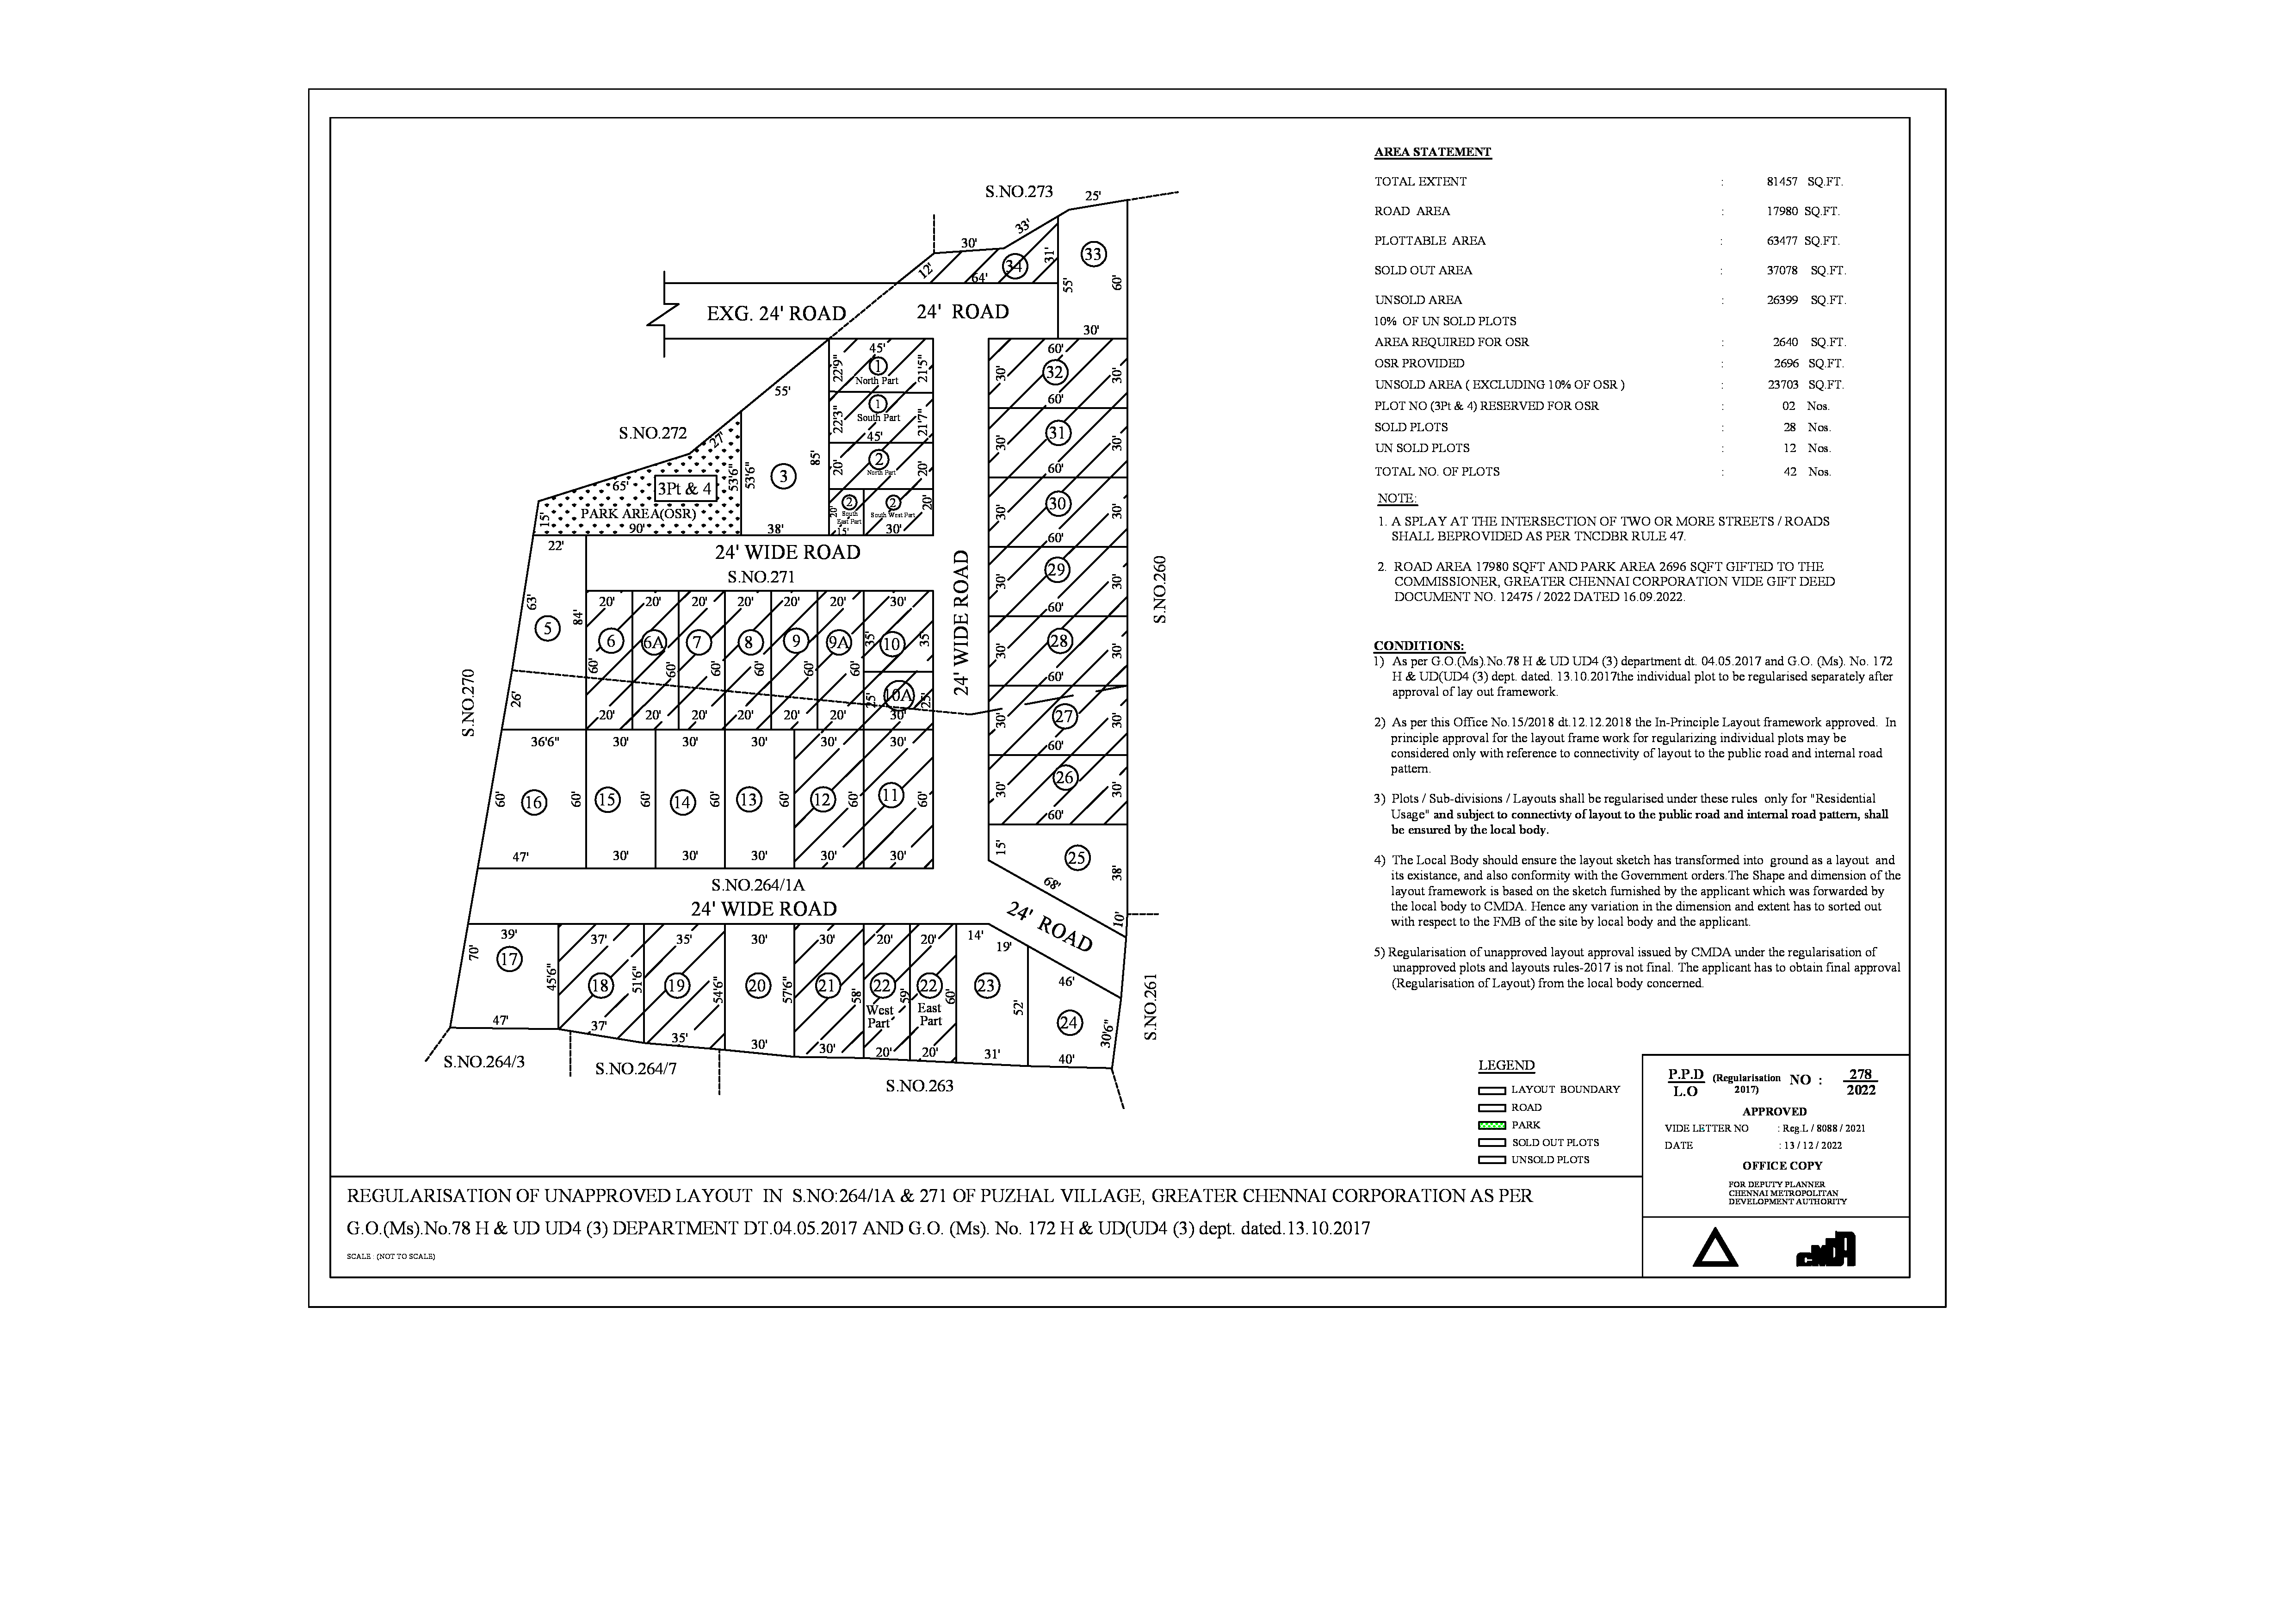 S.NO.273
25'
33'
30'
12'
34
64'
31'
33
55'
60'
30'
EXG. 24' ROAD
24' ROAD
45'
22'9"
1
North Part
21'5"
22'3"
1
South Part
21'7"
45'
20'
2
North Part
20'
20'
2
South
East Part
15'
2
South West Part
20'
30'
55'
85'
3
53'6"
38'
S.NO.272
27'
65'
53'6"
3Pt & 4
PARK AREA(OSR)
15'
90'
60'
32
30'
30'
60'
31
30'
30'
60'
30
30'
30'
60'
29
30'
30'
60'
28
30'
30'
60'
27
30'
30'
60'
26
30'
30'
60'
S.NO.260
24' WIDE ROAD
S.NO.271
24' WIDE ROAD
22'
63'
84'
5
26'
S.NO.270
20'
20'
20'
20'
20'
20'
30'
6
6A
7
8
9
9A
10
35'
35'
60'
60'
60'
60'
60'
60'
10A
25'
25'
20'
20'
20'
20'
20'
30'
36'6"
30'
30'
30'
30'
30'
60'
16
60'
15
60'
14
60'
13
60'
12
60'
11
60'
47'
30'
30'
30'
30'
30'
15'
25
38'
68'
10'
S.NO.264/1A
24' WIDE ROAD
24' ROAD
39'
37'
35'
30'
30'
20'
20'
14'
19'
70'
17
45'6"
18
51'6"
19
54'6"
20
57'6"
21
58'
22
West
Part
59'
22
East
Part
60'
23
52'
46'
24
30'6"
47'
37'
35'
30'
30'
20'
20'
31'
40'
S.NO.261
S.NO.264/3
S.NO.264/7
S.NO.263
AREA STATEMENT
TOTAL EXTENT : 81457 SQ.FT.
ROAD AREA : 17980 SQ.FT.
PLOTTABLE AREA : 63477 SQ.FT.
SOLD OUT AREA : 37078 SQ.FT.
UNSOLD AREA : 26399 SQ.FT.
10% OF UN SOLD PLOTS
AREA REQUIRED FOR OSR : 2640 SQ.FT.
OSR PROVIDED : 2696 SQ.FT.
UNSOLD AREA ( EXCLUDING 10% OF OSR ) : 23703 SQ.FT.
PLOT NO (3Pt & 4) RESERVED FOR OSR : 02 Nos.
SOLD PLOTS : 28 Nos.
UN SOLD PLOTS : 12 Nos.
TOTAL NO. OF PLOTS : 42 Nos.
NOTE:
1. A SPLAY AT THE INTERSECTION OF TWO OR MORE STREETS / ROADS
SHALL BEPROVIDED AS PER TNCDBR RULE 47.
2. ROAD AREA 17980 SQFT AND PARK AREA 2696 SQFT GIFTED TO THE
COMMISSIONER, GREATER CHENNAI CORPORATION VIDE GIFT DEED
DOCUMENT NO. 12475 / 2022 DATED 16.09.2022.
CONDITIONS:
1) As per G.O.(Ms).No.78 H & UD UD4 (3) department dt. 04.05.2017 and G.O. (Ms). No. 172
H & UD(UD4 (3) dept. dated. 13.10.2017the individual plot to be regularised separately after
approval of lay out framework.
2) As per this Office No.15/2018 dt.12.12.2018 the In-Principle Layout framework approved. In
principle approval for the layout frame work for regularizing individual plots may be
considered only with reference to connectivity of layout to the public road and internal road
pattern.
3) Plots / Sub-divisions / Layouts shall be regularised under these rules only for "Residential
Usage" and subject to connectivty of layout to the public road and internal road pattern, shall
be ensured by the local body.
4) The Local Body should ensure the layout sketch has transformed into ground as a layout and
its existance, and also conformity with the Government orders.The Shape and dimension of the
layout framework is based on the sketch furnished by the applicant which was forwarded by
the local body to CMDA. Hence any variation in the dimension and extent has to sorted out
with respect to the FMB of the site by local body and the applicant.
5) Regularisation of unapproved layout approval issued by CMDA under the regularisation of
unapproved plots and layouts rules-2017 is not final. The applicant has to obtain final approval
(Regularisation of Layout) from the local body concerned.
LEGEND
LAYOUT BOUNDARY
ROAD
PARK
SOLD OUT PLOTS
UNSOLD PLOTS
P.P.D
L.O
(Regularisation
2017)
NO :
278
2022
APPROVED
VIDE LETTER NO : Reg.L / 8088 / 2021
DATE : 13 / 12 / 2022
OFFICE COPY
FOR DEPUTY PLANNER
CHENNAI METROPOLITAN
DEVELOPMENT AUTHORITY
CMDA
REGULARISATION OF UNAPPROVED LAYOUT IN S.NO:264/1A & 271 OF PUZHAL VILLAGE, GREATER CHENNAI CORPORATION AS PER
G.O.(Ms).No.78 H & UD UD4 (3) DEPARTMENT DT.04.05.2017 AND G.O. (Ms). No. 172 H & UD(UD4 (3) dept. dated.13.10.2017
SCALE : (NOT TO SCALE)